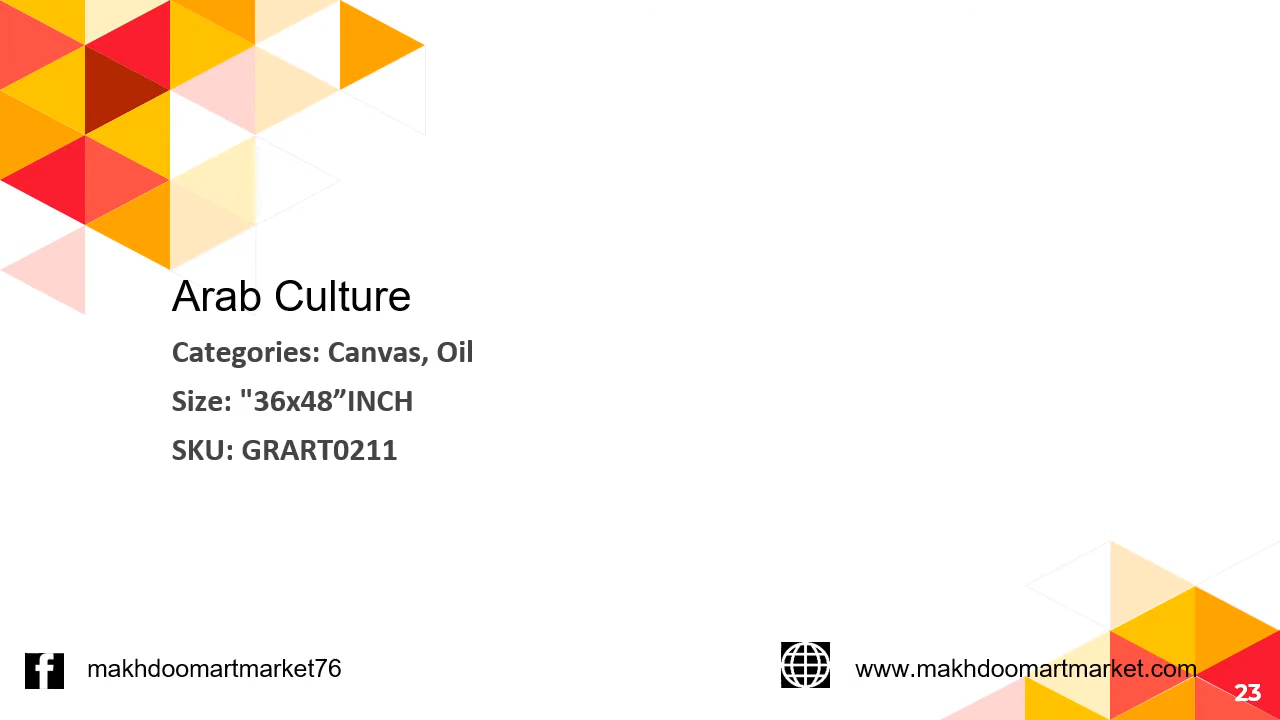 Arab Culture
Categories: Canvas, Oil
Size: "36x48”INCH
SKU: GRART0211
makhdoomartmarket76
www.makhdoomartmarket.com
23